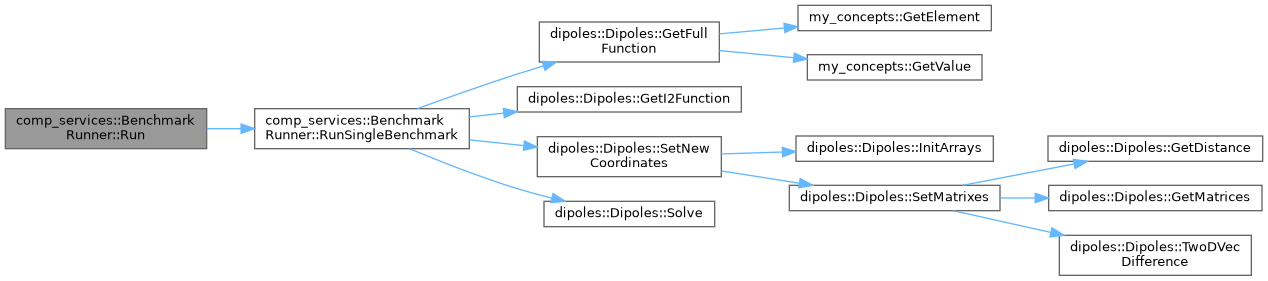 comp_services::Benchmark
Runner::Run
comp_services::Benchmark
Runner::RunSingleBenchmark
dipoles::Dipoles::GetFull
Function
my_concepts::GetElement
my_concepts::GetValue
dipoles::Dipoles::GetI2Function
dipoles::Dipoles::SetNew
Coordinates
dipoles::Dipoles::InitArrays
dipoles::Dipoles::SetMatrixes
dipoles::Dipoles::GetDistance
dipoles::Dipoles::GetMatrices
dipoles::Dipoles::TwoDVec
Difference
dipoles::Dipoles::Solve